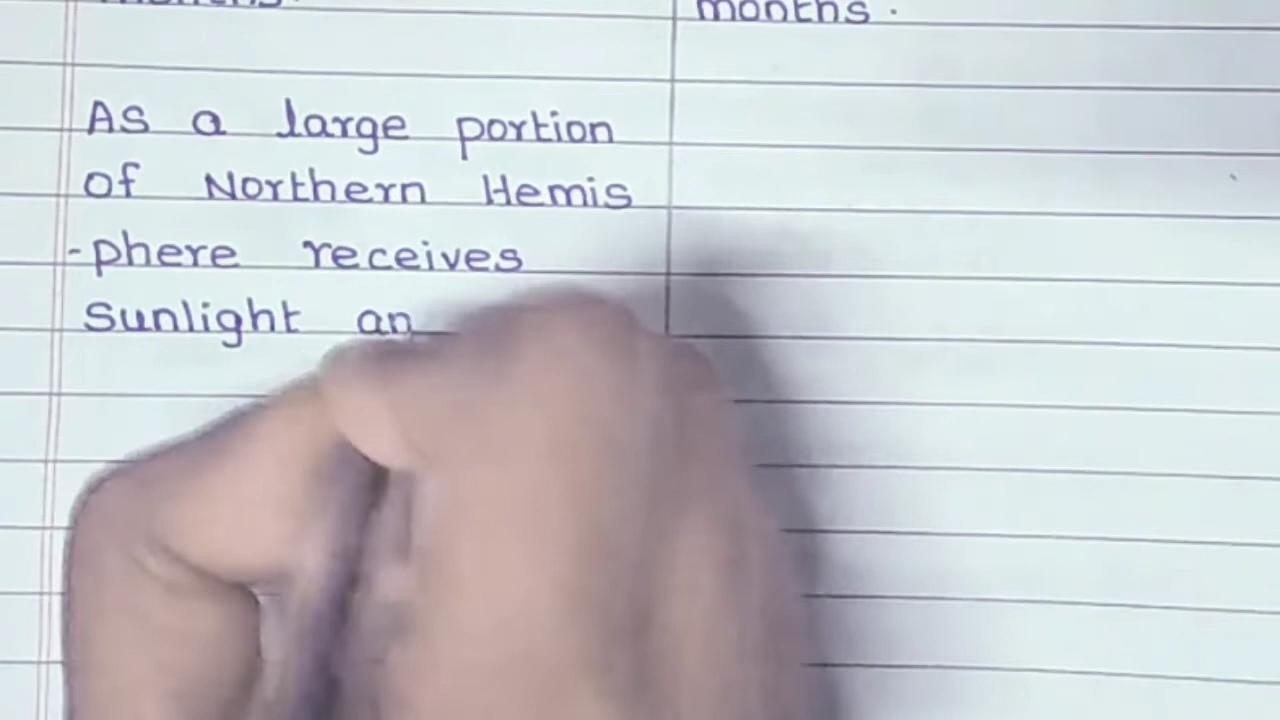 months.
As a large portion
of Northern Hemis
-phere receives
Sunlight an